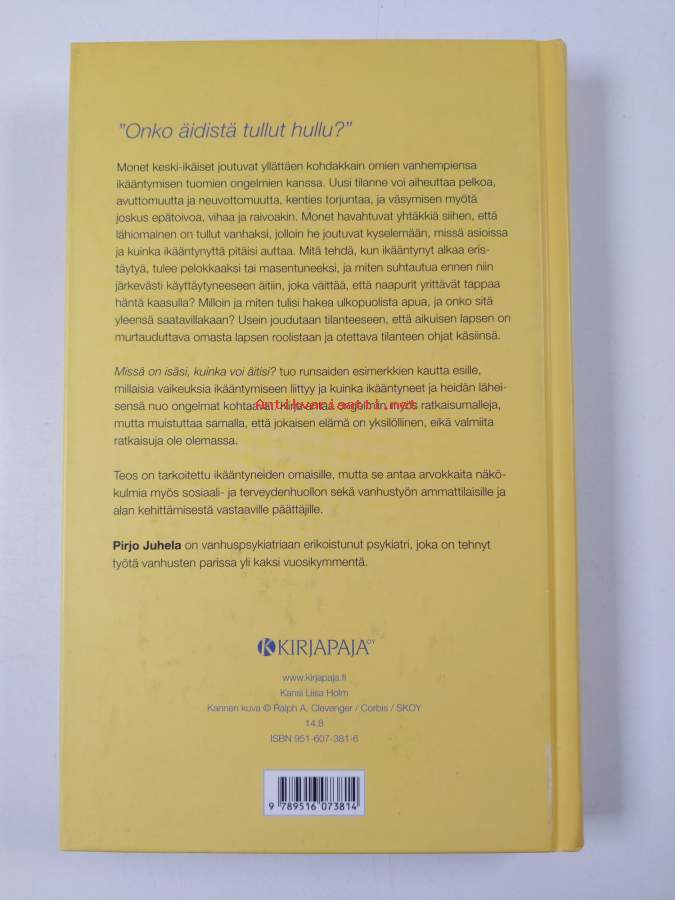 "Onko äidistä tullut hullu?"
Monet keski-ikäiset joutuvat yllättäen kohdakkain omien vanhempiensa
ikääntymisen tuomien ongelmien kanssa. Uusi tilanne voi aiheuttaa pelkoa,
avuttomuutta ja neuvottomuutta, kenties torjuntaa, ja väsymisen myötä
joskus epätoivoa, vihaa ja raivoakin. Monet havahtuvat yhtäkkiä siihen, että
lähiomainen on tullut vanhaksi, jolloin he joutuvat kyselemään, missä asioissa
ja kuinka ikääntynyttä pitäisi auttaa. Mitä tehdä, kun ikääntynyt alkaa eris-
täytyä, tulee pelokkaaksi tai masentuneeksi, ja miten suhtautua ennen niin
järkevästi käyttäytyneeseen äitiin, joka väittää, että naapurit yrittävät tappaa
häntä kaasulla? Milloin ja miten tulisi hakea ulkopuolista apua, ja onko sitä
yleensä saatavillakaan? Usein joudutaan tilanteeseen, että aikuisen lapsen on
murtauduttava omasta lapsen roolistaan ja otettava tilanteen ohjat käsiinsä.
Missä on isäsi, kuinka voi äitisi? tuo runsaiden esimerkkien kautta esille,
millaisia vaikeuksia ikääntymiseen liittyy ja kuinka ikääntyneet ja heidän lähei-
sensä nuo ongelmat kohtaavat. Kirja antaa ongelmiin myös ratkaisumalleja,
Antikvariaatti.net
mutta muistuttaa samalla, että jokaisen elämä on yksilöllinen, eikä valmiita
ratkaisuja ole olemassa.
Teos on tarkoitettu ikääntyneiden omaisille, mutta se antaa arvokkaita näkö-
kulmia myös sosiaali- ja terveydenhuollon sekä vanhustyön ammattilaisille ja
alan kehittämisestä vastaaville päättäjille.
Pirjo Juhela on vanhuspsykiatriaan erikoistunut psykiatri, joka on tehnyt
työtä vanhusten parissa yli kaksi vuosikymmentä.
KIRJAPAJA OY
www.kirjapaja.fi
Kansi Liisa Holm
Kannen kuva © Ralph A. Clevenger / Corbis / SKOY
14.8
ISBN 951-607-381-6
9 789516 073814